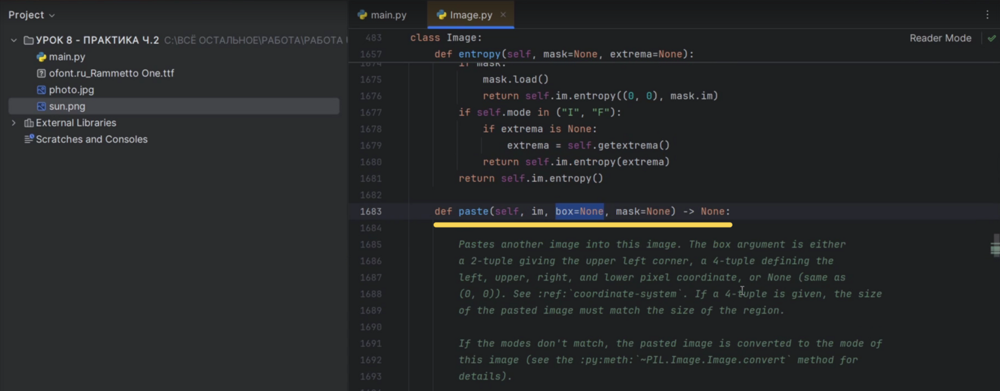 Project
УРОК 8 - ПРАКТИКА Ч.2 C:\ВСЁ ОСТАЛЬНОЕ\РАБОТА\РАБОТА
main.py
ofont.ru_Rammetto One.ttf
photo.jpg
sun.png
External Libraries
Scratches and Consoles
main.py Image.py
Reader Mode
483 class Image:
1657 def entropy(self, mask=None, extrema=None):
1674 if mask:
1675 mask.load()
1676 return self.im.entropy((0, 0), mask.im)
1677 if self.mode in ("I", "F"):
1678 if extrema is None:
1679 extrema = self.getextrema()
1680 return self.im.entropy(extrema)
1681 return self.im.entropy()
1682
1683 def paste(self, im, box=None, mask=None) -> None:
1684
1685 Pastes another image into this image. The box argument is either
1686 a 2-tuple giving the upper left corner, a 4-tuple defining the
1687 left, upper, right, and lower pixel coordinate, or None (same as
1688 (0, 0)). See :ref:`coordinate-system`. If a 4-tuple is given, the size
1689 of the pasted image must match the size of the region.
1690
1691 If the modes don't match, the pasted image is converted to the mode of
1692 this image (see the :py:meth:`~PIL.Image.Image.convert` method for
1693 details).